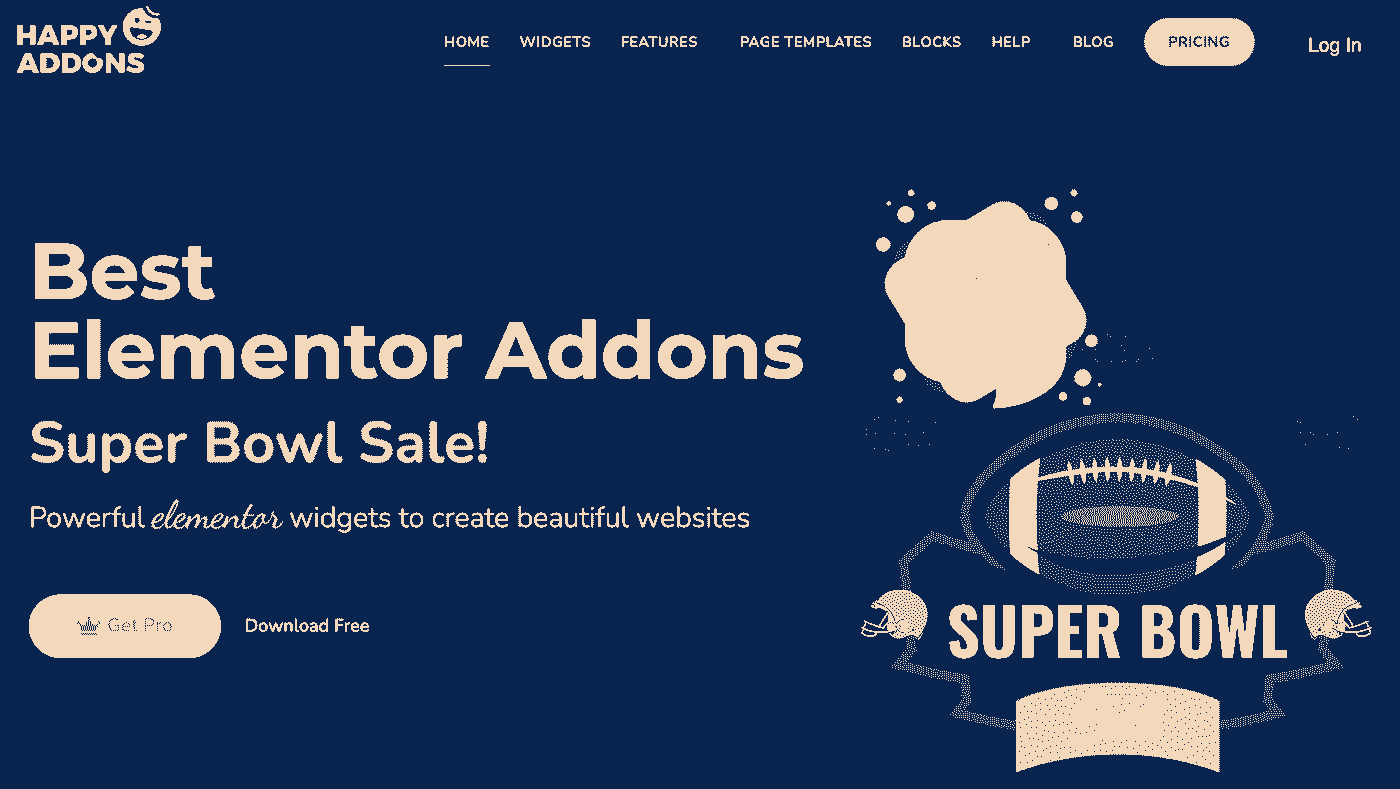 HAPPY
ADDONS
HOME WIDGETS FEATURES PAGE TEMPLATES BLOCKS HELP BLOG PRICING Log In
Best
Elementor Addons
Super Bowl Sale!
Powerful elementor widgets to create beautiful websites
Get Pro Download Free
SUPER BOWL